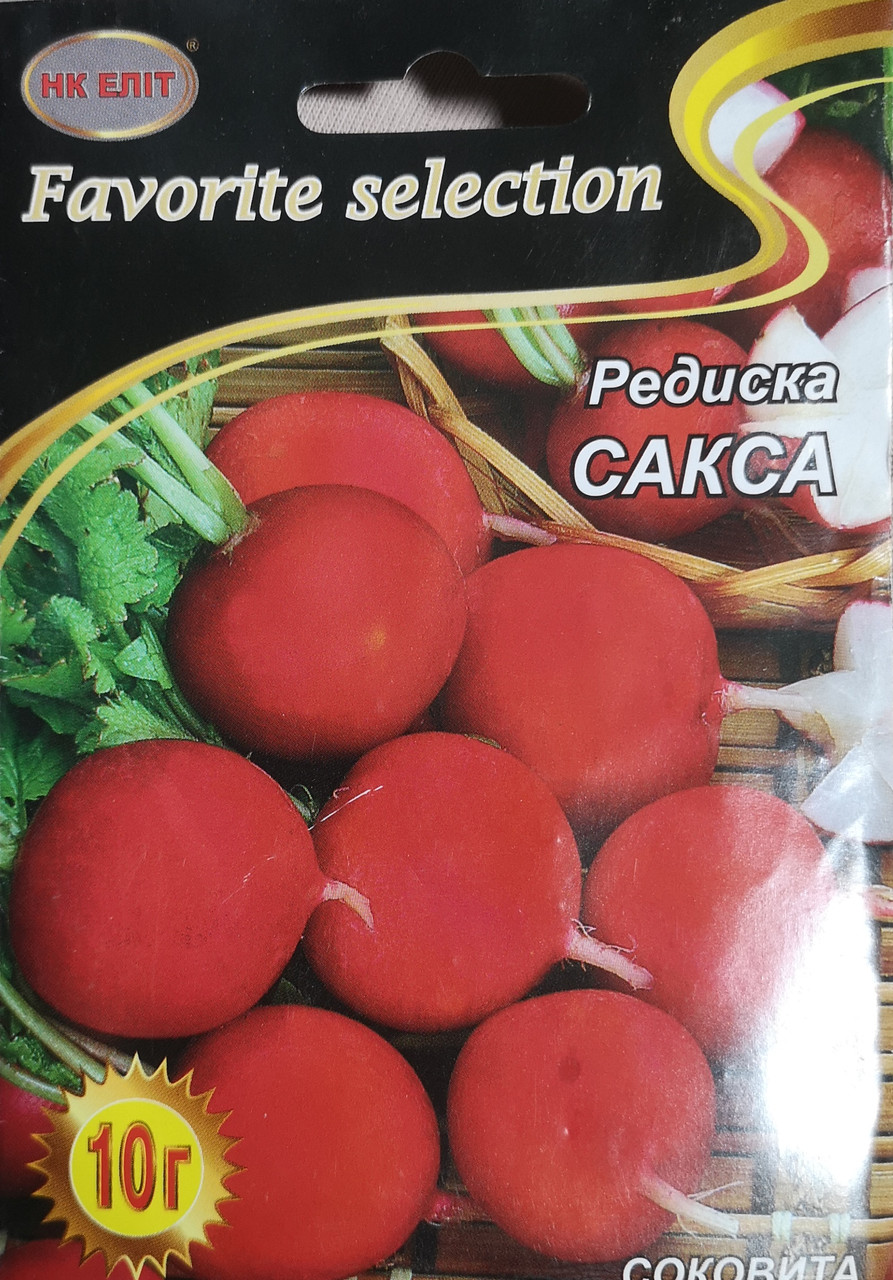 НК ЕЛІТ
®
Favorite selection
Редиска
САКСА
10г
СОКОВИТА